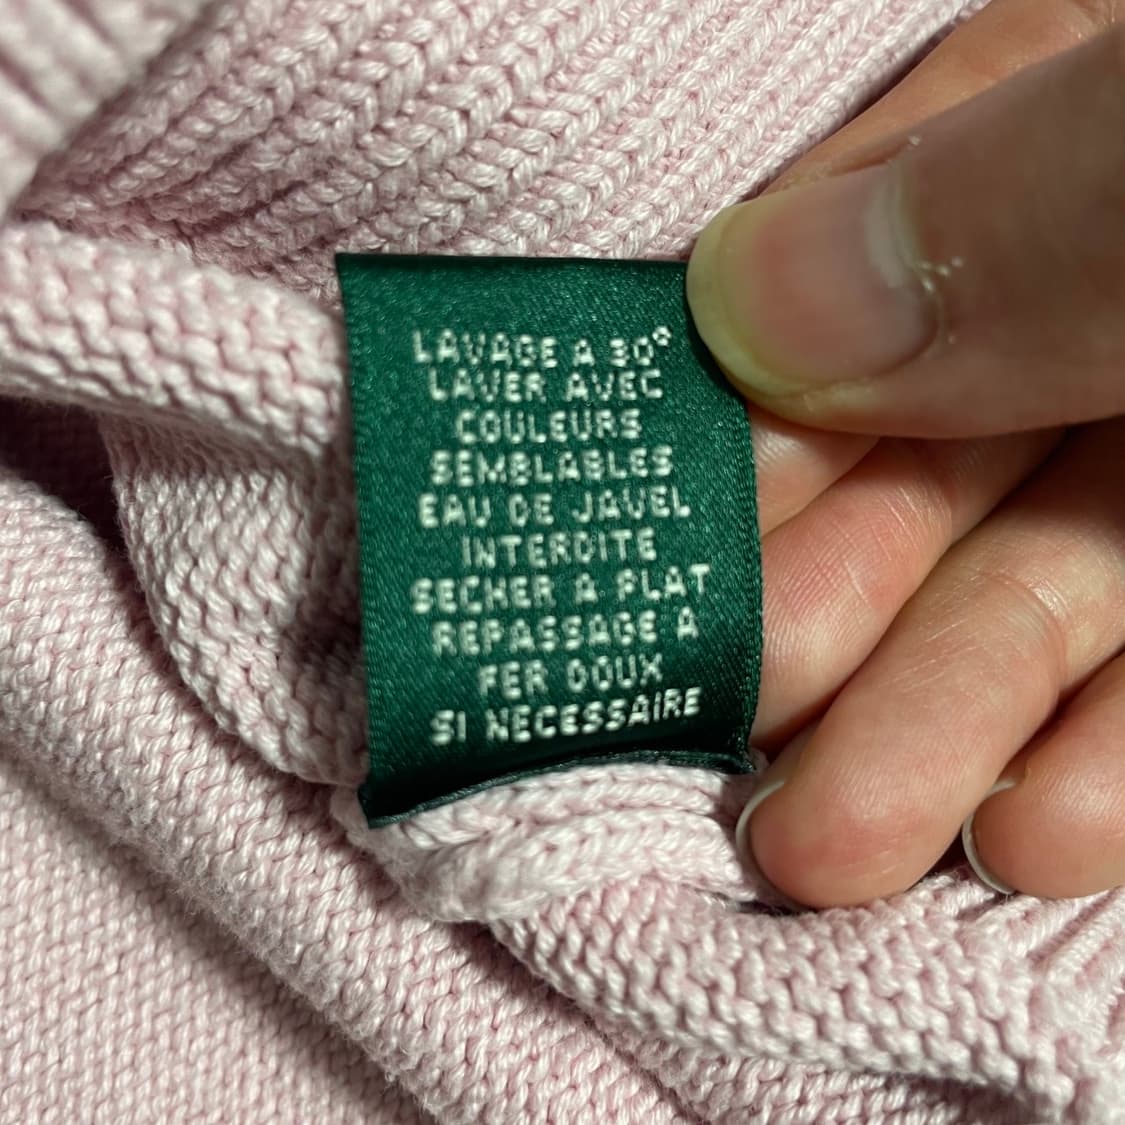 LAVAGE A 30°
LAVER AVEC
COULEURS
SEMBLABLES
EAU DE JAVEL
INTERDITE
SECHER A PLAT
REPASSAGE A
FER DOUX
SI NECESSAIRE